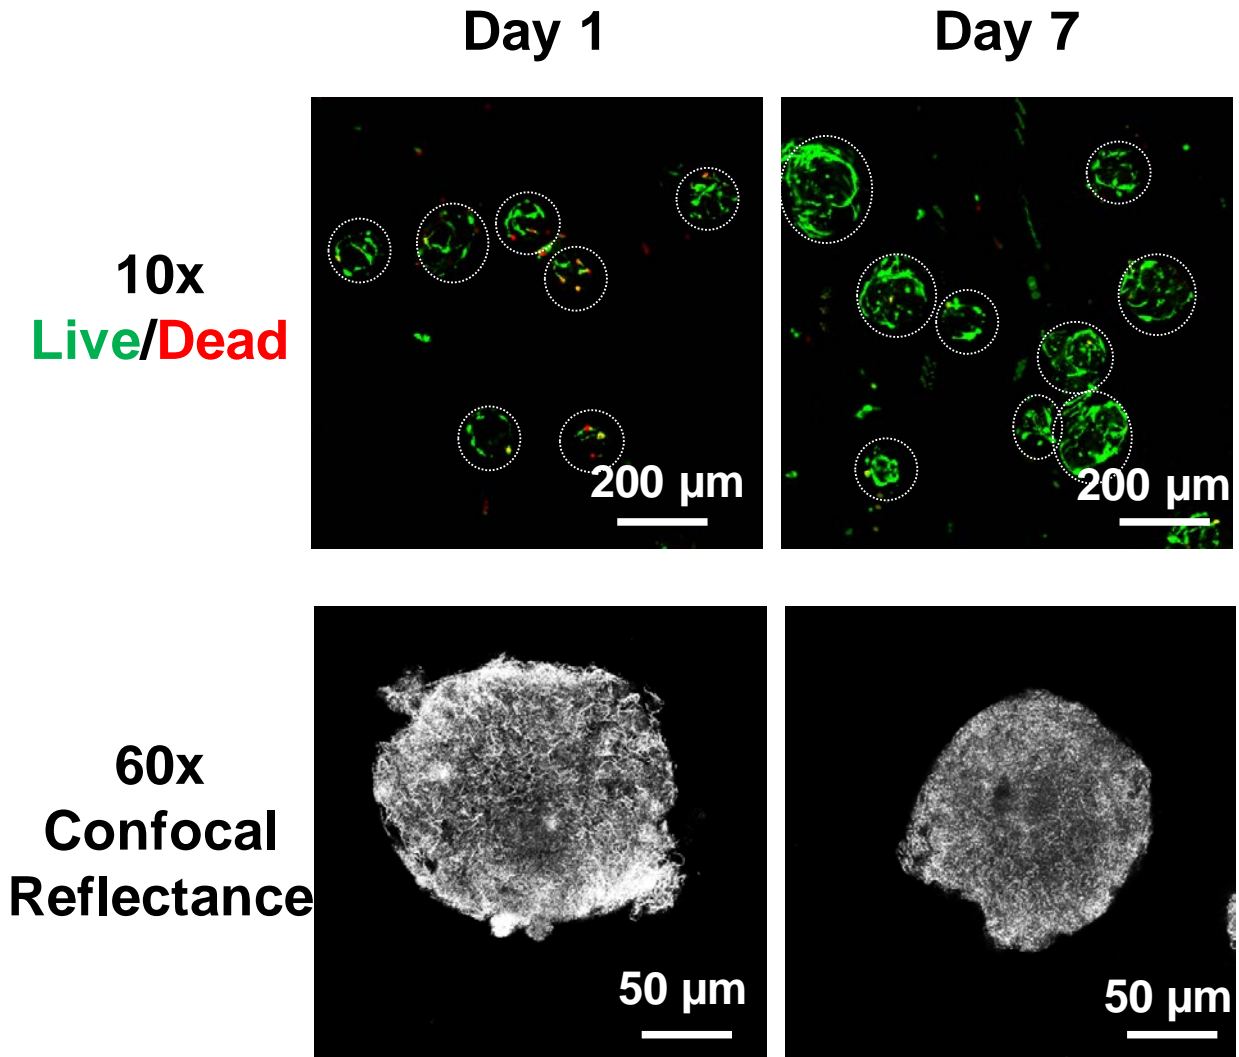 Day 1
Day 7
10x
Live/Dead
200 µm
200 µm
60x
Confocal
Reflectance
50 µm
50 µm